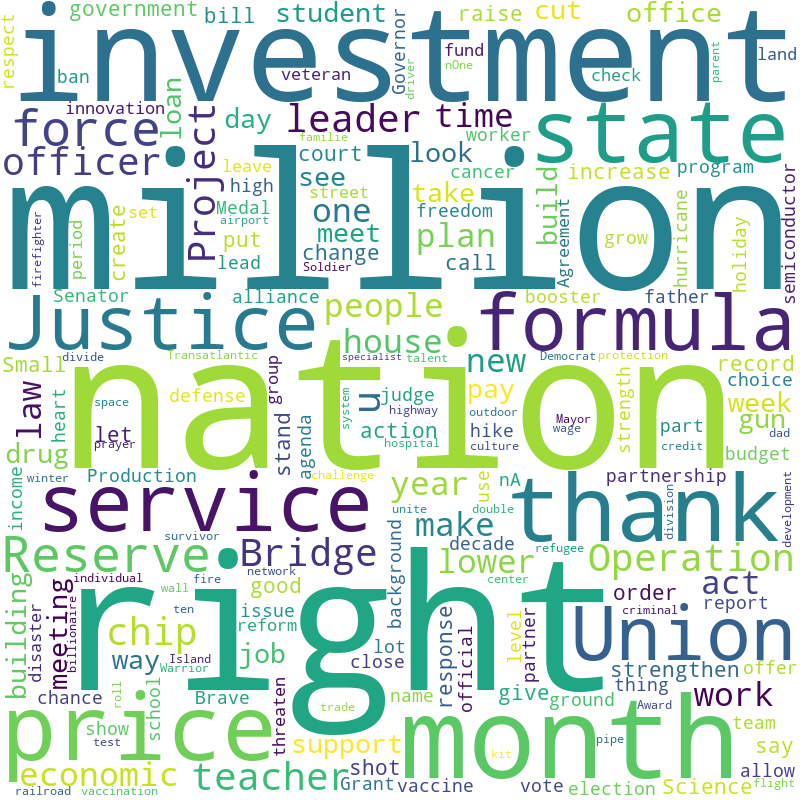 government bill student raise cut office
respect investment
ban veteran Governor driver fund nOne check parent land
innovation loan day leader time state
force familie worker
officer Project leave court look increase program
high see cancer
million
firefighter period create set put Medal street one take freedom plan build Agreement grow hurricane holiday semiconductor
airport meet
lead Soldier change call
Senator alliance people booster father
Justice formula
divide Transatlantic house specialist talent new Democrat protection
Small group record
law heart space defense nation u judge pay strength choice week
let prayer stand agenda action system highway hike outdoor culture Mayor wage part gun
drug hospital credit dad budget
winter Production challenge year use nA partnership
income service unite double thank division development
survivor make
Reserve Bridge background decade refugee Operation
lower
building disaster meeting billionaire individual network fire good center order act
wall criminal report
chip right issue ten reform response official level partner Union
way Island job lot close strengthen offer
Warrior thing
chance school Brave threaten name give ground Award work
roll trade
price show month team
test support kit say
economic teacher shot pipe allow
railroad vaccination Grant vaccine vote election Science flight